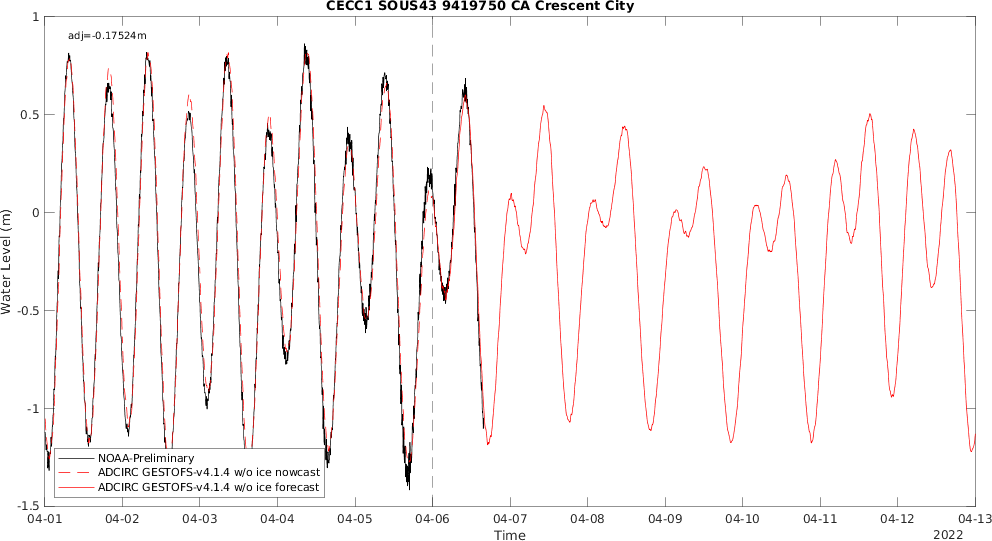 CECC1 SOUS43 9419750 CA Crescent City
adj=-0.17524m
1
0.5
0
-0.5
-1
-1.5
Water Level (m)
NOAA-Preliminary
ADCIRC GESTOFS-v4.1.4 w/o ice nowcast
ADCIRC GESTOFS-v4.1.4 w/o ice forecast
04-01 04-02 04-03 04-04 04-05 04-06 04-07 04-08 04-09 04-10 04-11 04-12 04-13
Time
2022